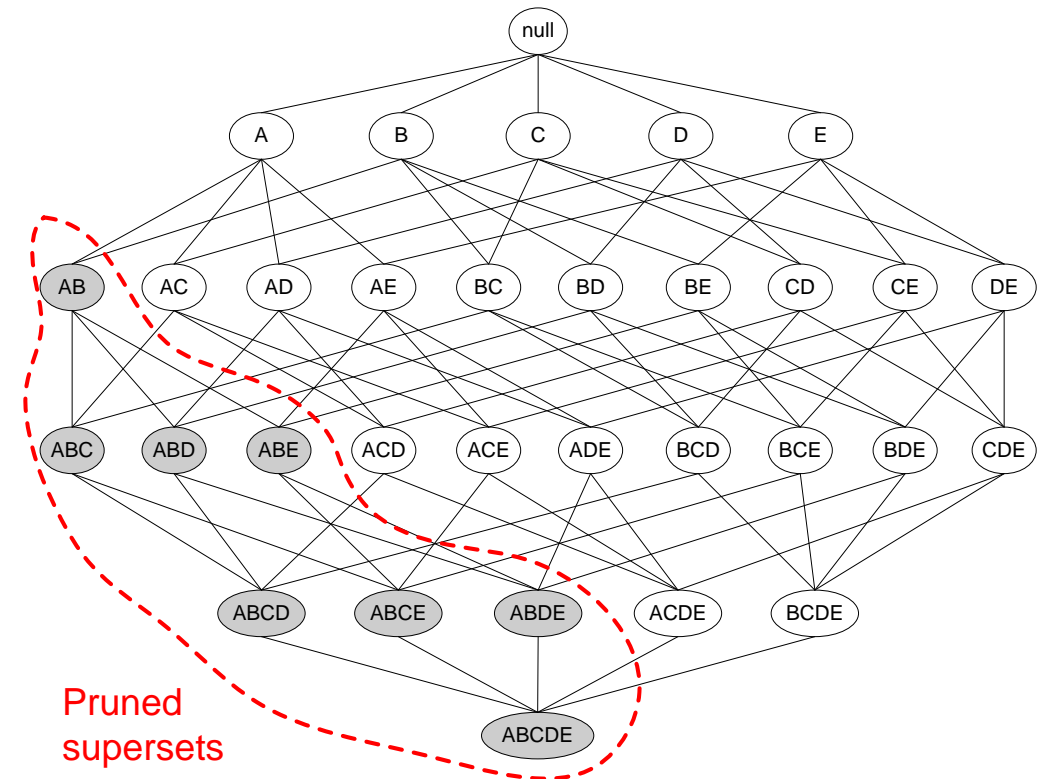 null
A B C D E
AB AC AD AE BC BD BE CD CE DE
ABC ABD ABE ACD ACE ADE BCD BCE BDE CDE
ABCD ABCE ABDE ACDE BCDE
ABCDE
Pruned
supersets